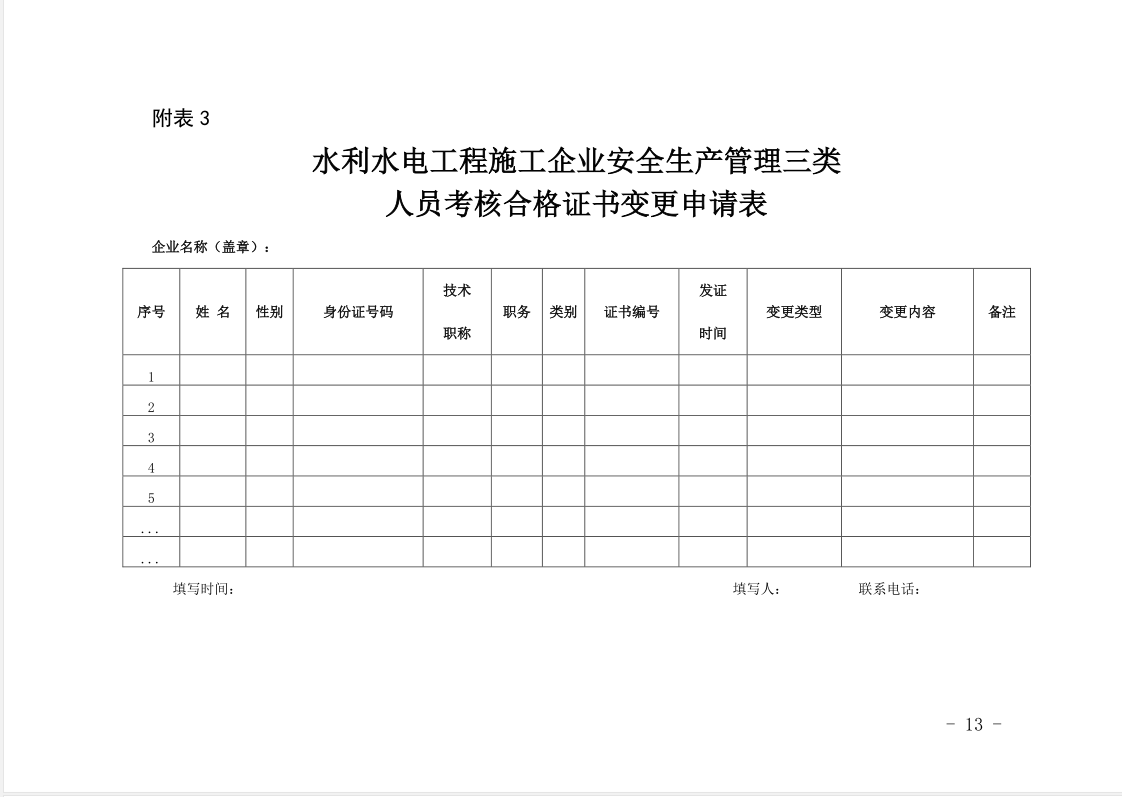 附表 3
水利水电工程施工企业安全生产管理三类
人员考核合格证书变更申请表
企业名称（盖章）：
序号 姓 名 性别 身份证号码 技术职称 职务 类别 证书编号 发证时间 变更类型 变更内容 备注
1
2
3
4
5
...
...
填写时间： 填写人： 联系电话：
- 13 -